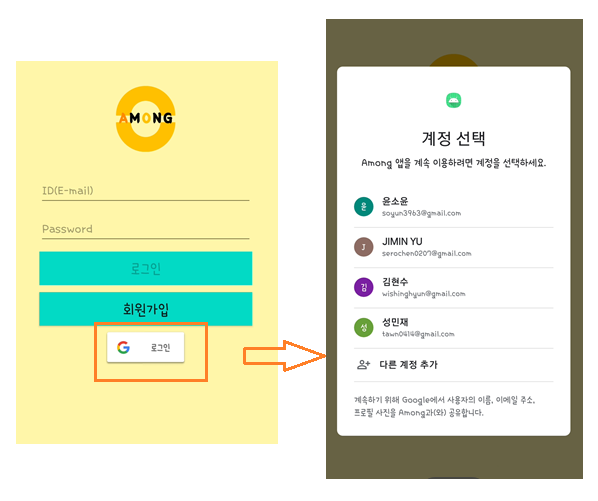 AMONG
ID(E-mail)
Password
로그인
회원가입
로그인
계정 선택
Among 앱을 계속 이용하려면 계정을 선택하세요.
윤
윤소윤
soyun3963@gmail.com
J
JIMIN YU
serochen0207@gmail.com
김
김현수
wishinghyun@gmail.com
성
성민재
tawn0414@gmail.com
다른 계정 추가
계속하기 위해 Google에서 사용자의 이름, 이메일 주소,
프로필 사진을 Among과(와) 공유합니다.